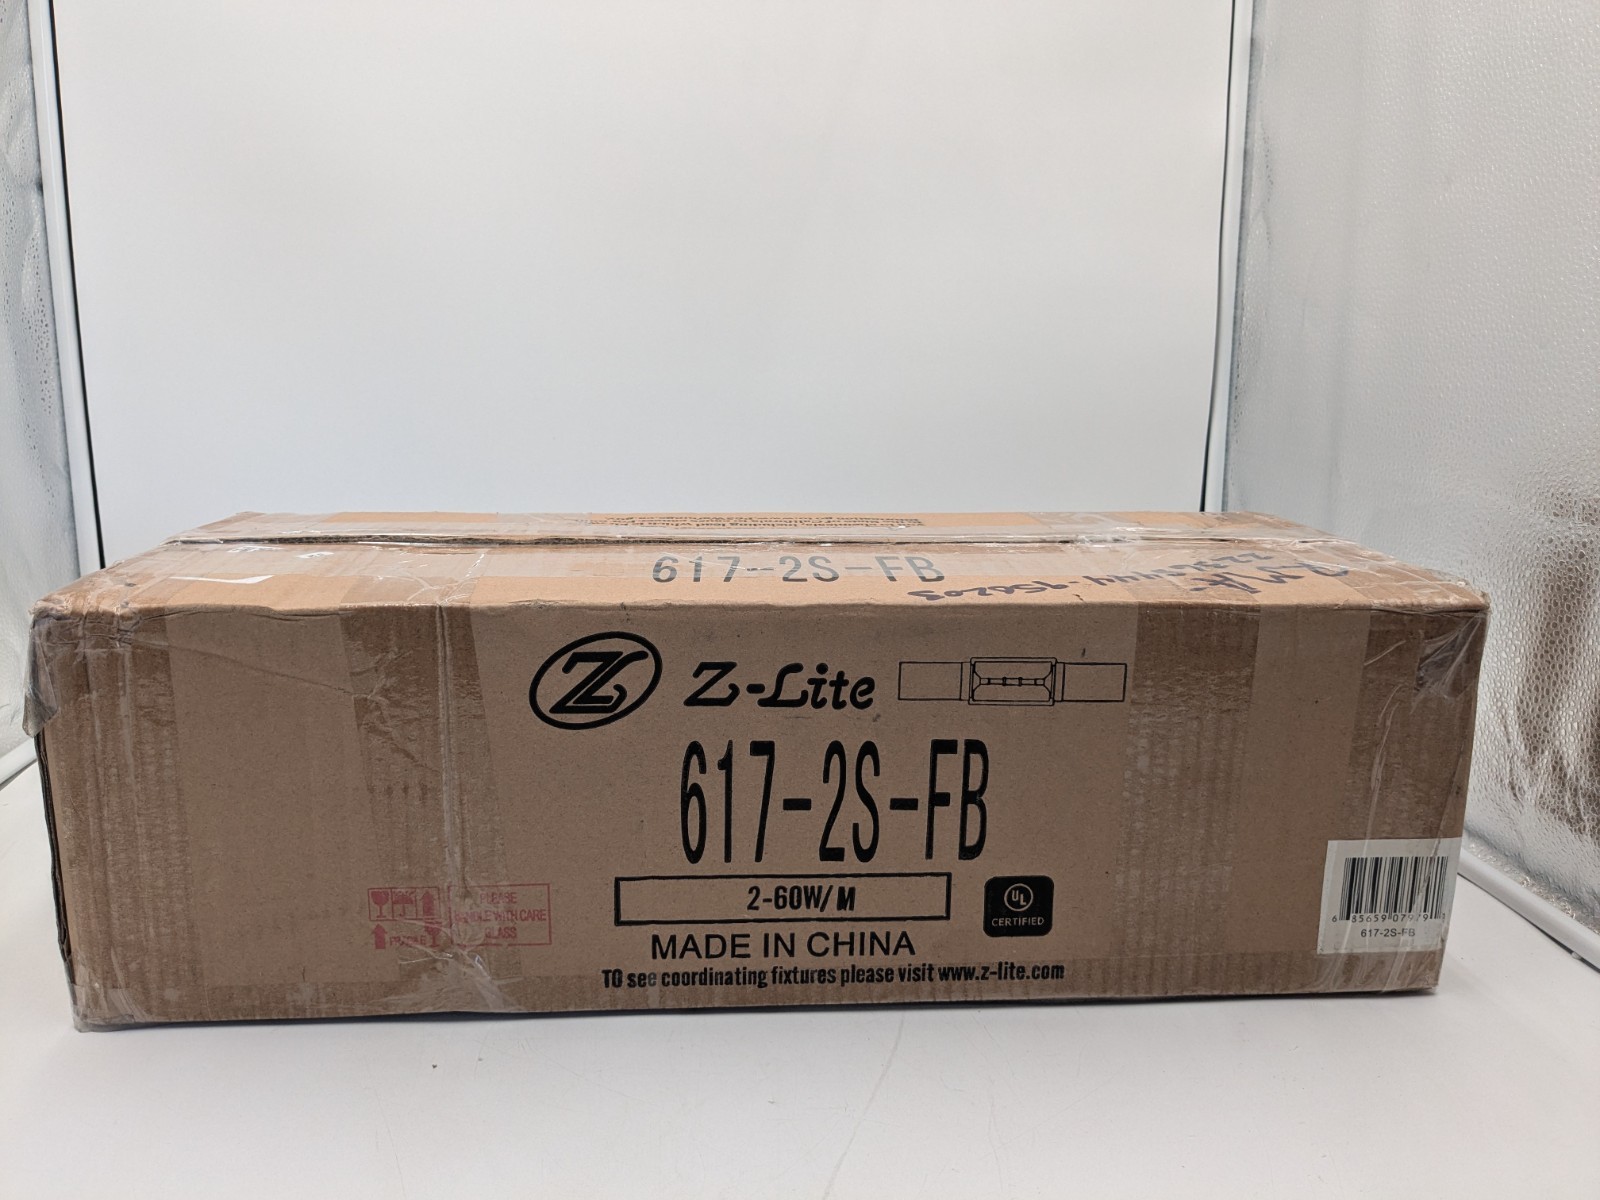 617-2S-FB
Z-Lite
617-2S-FB
2-60W/M
UL
CERTIFIED
MADE IN CHINA
TO see coordinating fixtures please visit www.z-lite.com
PLEASE
HANDLE WITH CARE
GLASS
FRAGILE
617-2S-FB